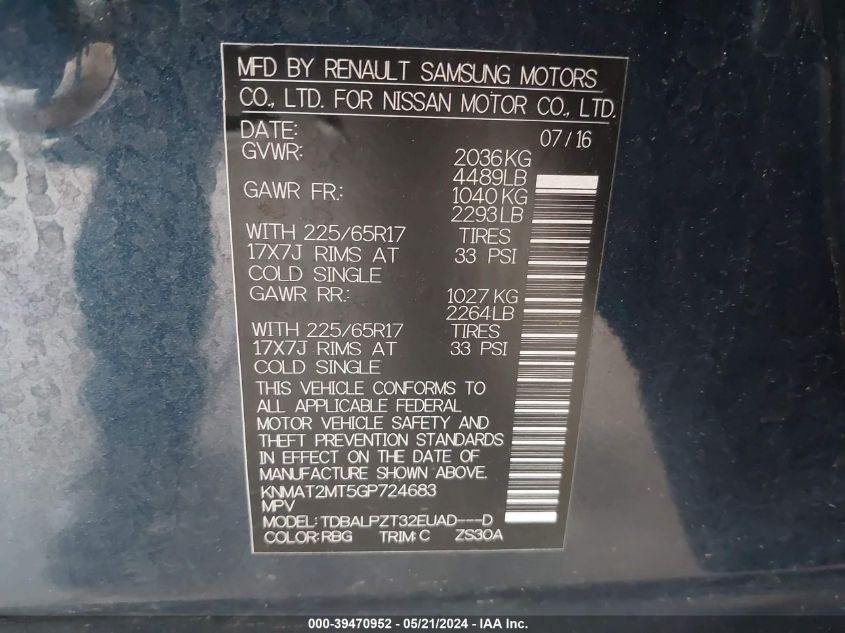 MFD BY RENAULT SAMSUNG MOTORS
CO., LTD. FOR NISSAN MOTOR CO., LTD.
DATE: 07/16
GVWR: 2036KG
4489LB
GAWR FR.: 1040KG
2293LB
WITH 225/65R17 TIRES
17X7J RIMS AT 33 PSI
COLD SINGLE
GAWR RR.: 1027KG
2264LB
WITH 225/65R17 TIRES
17X7J RIMS AT 33 PSI
COLD SINGLE
THIS VEHICLE CONFORMS TO
ALL APPLICABLE FEDERAL
MOTOR VEHICLE SAFETY AND
THEFT PREVENTION STANDARDS
IN EFFECT ON THE DATE OF
MANUFACTURE SHOWN ABOVE.
KNMAT2MT5GP724683
MPV
MODEL: TDBALPZT32EUAD---D
COLOR: RBG TRIM: C ZS30A
000-39470952 - 05/21/2024 - IAA Inc.